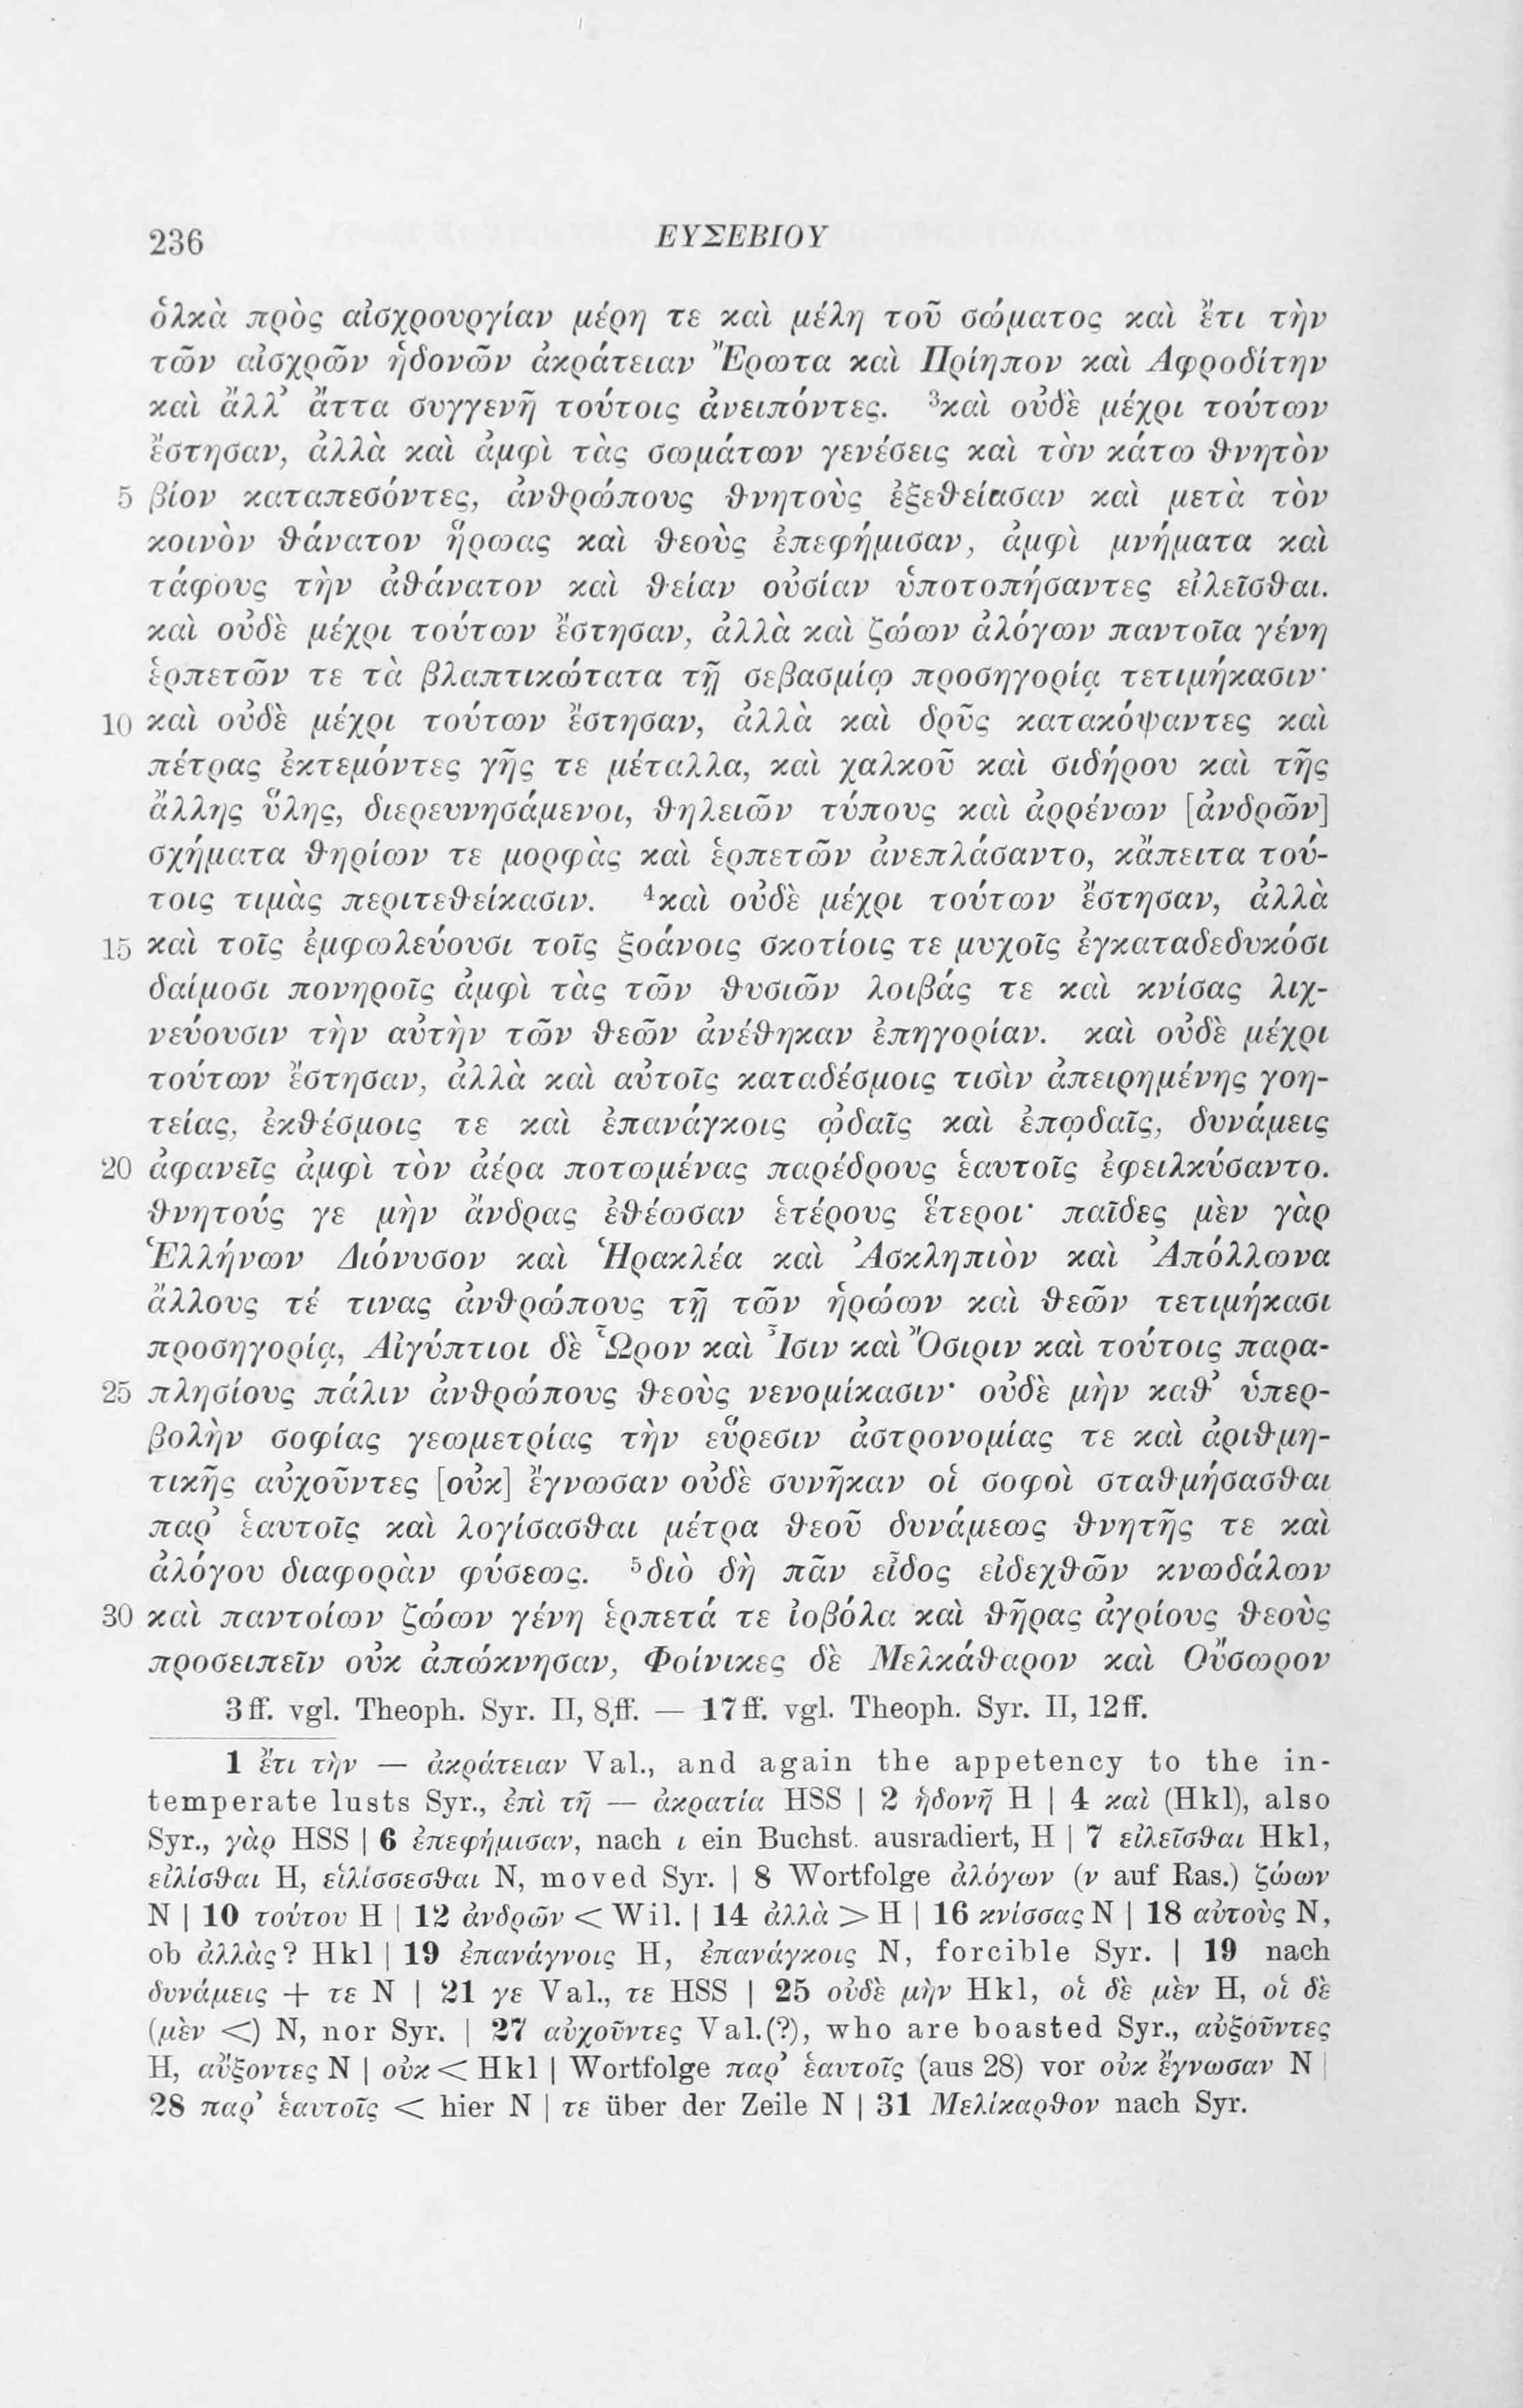 236 ΕΥΣΕΒΙΟΥ
ὁλκὰ πρὸς αἰσχρουργίαν μέρη τε καὶ μέλη τοῦ σώματος καὶ ἔτι τὴν
τῶν αἰσχρῶν ἡδονῶν ἀκράτειαν Ἔρωτα καὶ Πρίηπον καὶ Ἀφροδίτην
καὶ ἄλλ᾽ ἄττα συγγενῆ τούτοις ἀνειπόντες. ³καὶ οὐδὲ μέχρι τούτων
ἔστησαν, ἀλλὰ καὶ ἀμφὶ τὰς σωμάτων γενέσεις καὶ τὸν κάτω θνητὸν
5 βίον καταπεσόντες, ἀνθρώπους θνητοὺς ἐξεθείασαν καὶ μετὰ τὸν
κοινὸν θάνατον ἥρωας καὶ θεοὺς ἐπεφήμισαν, ἀμφὶ μνήματα καὶ
τάφους τὴν ἀθάνατον καὶ θείαν οὐσίαν ὑποτοπήσαντες εἰλεῖσθαι.
καὶ οὐδὲ μέχρι τούτων ἔστησαν, ἀλλὰ καὶ ζώων ἀλόγων παντοῖα γένη
ἑρπετῶν τε τὰ βλαπτικώτατα τῇ σεβασμίῳ προσηγορίᾳ τετιμήκασιν·
10 καὶ οὐδὲ μέχρι τούτων ἔστησαν, ἀλλὰ καὶ δρῦς κατακόψαντες καὶ
πέτρας ἐκτεμόντες γῆς τε μέταλλα, καὶ χαλκοῦ καὶ σιδήρου καὶ τῆς
ἄλλης ὕλης, διερευνησάμενοι, θηλειῶν τύπους καὶ ἀρρένων [ἀνδρῶν]
σχήματα θηρίων τε μορφὰς καὶ ἑρπετῶν ἀνεπλάσαντο, κἄπειτα τού-
τοις τιμὰς περιτεθείκασιν. ⁴καὶ οὐδὲ μέχρι τούτων ἔστησαν, ἀλλὰ
15 καὶ τοῖς ἐμφωλεύουσι τοῖς ξοάνοις σκοτίοις τε μυχοῖς ἐγκαταδεδυκόσι
δαίμοσι πονηροῖς ἀμφὶ τὰς τῶν θυσιῶν λοιβάς τε καὶ κνίσας λιχ-
νεύουσιν τὴν αὐτὴν τῶν θεῶν ἀνέθηκαν ἐπηγορίαν. καὶ οὐδὲ μέχρι
τούτων ἔστησαν, ἀλλὰ καὶ αὐτοῖς καταδέσμοις τισὶν ἀπειρημένης γοη-
τείας, ἐκθέσμοις τε καὶ ἐπανάγκοις ᾠδαῖς καὶ ἐπῳδαῖς, δυνάμεις
20 ἀφανεῖς ἀμφὶ τὸν ἀέρα ποτωμένας παρέδρους ἑαυτοῖς ἐφειλκύσαντο.
θνητούς γε μὴν ἄνδρας ἐθέωσαν ἑτέρους ἕτεροι· παῖδες μὲν γὰρ
Ἑλλήνων Διόνυσον καὶ Ἡρακλέα καὶ Ἀσκληπιὸν καὶ Ἀπόλλωνα
ἄλλους τέ τινας ἀνθρώπους τῇ τῶν ἡρώων καὶ θεῶν τετιμήκασι
προσηγορίᾳ, Αἰγύπτιοι δὲ Ὧρον καὶ Ἶσιν καὶ Ὄσιριν καὶ τούτοις παρα-
25 πλησίους πάλιν ἀνθρώπους θεοὺς νενομίκασιν· οὐδὲ μὴν καθ᾽ ὑπερ-
βολὴν σοφίας γεωμετρίας τὴν εὕρεσιν ἀστρονομίας τε καὶ ἀριθμη-
τικῆς αὐχοῦντες [οὐκ] ἔγνωσαν οὐδὲ συνῆκαν οἱ σοφοὶ σταθμήσασθαι
παρ᾽ ἑαυτοῖς καὶ λογίσασθαι μέτρα θεοῦ δυνάμεως θνητῆς τε καὶ
ἀλόγου διαφορὰν φύσεως. ⁵διὸ δὴ πᾶν εἶδος εἰδεχθῶν κνωδάλων
30 καὶ παντοίων ζώων γένη ἑρπετά τε ἰοβόλα καὶ θῆρας ἀγρίους θεοὺς
προσειπεῖν οὐκ ἀπώκνησαν, Φοίνικες δὲ Μελκάθαρον καὶ Οὔσωρον
3 ff. vgl. Theoph. Syr. II, 8, ff. — 17 ff. vgl. Theoph. Syr. II, 12 ff.
1 ἔτι τὴν — ἀκράτειαν Val., and again the appetency to the in-
temperate lusts Syr., ἐπὶ τῇ — ἀκρατία HSS | 2 ἡδονῇ H | 4 καὶ (Hkl), also
Syr., γὰρ HSS | 6 ἐπεφήμισαν, nach ι ein Buchst. ausradiert, H | 7 εἰλεῖσθαι Hkl,
εἰλίσθαι H, εἰλίσσεσθαι N, moved Syr. | 8 Wortfolge ἀλόγων (ν auf Ras.) ζώων
N | 10 τούτου H | 12 ἀνδρῶν < Wil. | 14 ἀλλὰ > H | 16 κνίσσας N | 18 αὐτοὺς N,
ob ἀλλὰς? Hkl | 19 ἐπανάγνοις H, ἐπανάγκοις N, forcible Syr. | 19 nach
δυνάμεις + τε N | 21 γε Val., τε HSS | 25 οὐδὲ μὴν Hkl, οἱ δὲ μὲν H, οἱ δὲ
(μὲν <) N, nor Syr. | 27 αὐχοῦντες Val.(?), who are boasted Syr., αὐξοῦντες
H, αὔξοντες N | οὐκ < Hkl | Wortfolge παρ᾽ ἑαυτοῖς (aus 28) vor οὐκ ἔγνωσαν N |
28 παρ᾽ ἑαυτοῖς < hier N | τε über der Zeile N | 31 Μελίκαρθον nach Syr.